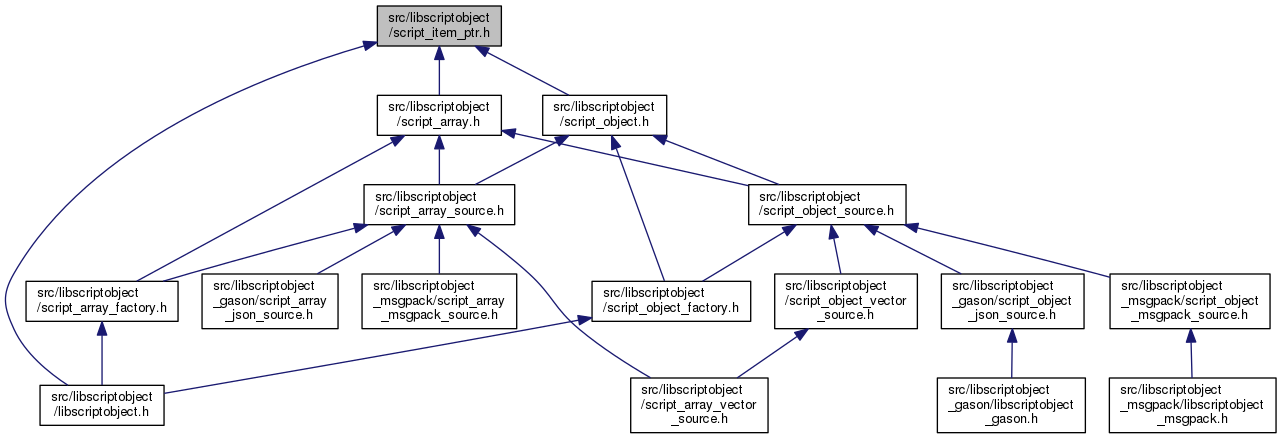 src/libscriptobject
/script_item_ptr.h
src/libscriptobject
/script_array.h
src/libscriptobject
/script_object.h
src/libscriptobject
/script_array_source.h
src/libscriptobject
/script_object_source.h
src/libscriptobject
/script_array_factory.h
src/libscriptobject
_gason/script_array
_json_source.h
src/libscriptobject
_msgpack/script_array
_msgpack_source.h
src/libscriptobject
/script_object_factory.h
src/libscriptobject
/script_object_vector
_source.h
src/libscriptobject
_gason/script_object
_json_source.h
src/libscriptobject
_msgpack/script_object
_msgpack_source.h
src/libscriptobject
/libscriptobject.h
src/libscriptobject
/script_array_vector
_source.h
src/libscriptobject
_gason/libscriptobject
_gason.h
src/libscriptobject
_msgpack/libscriptobject
_msgpack.h